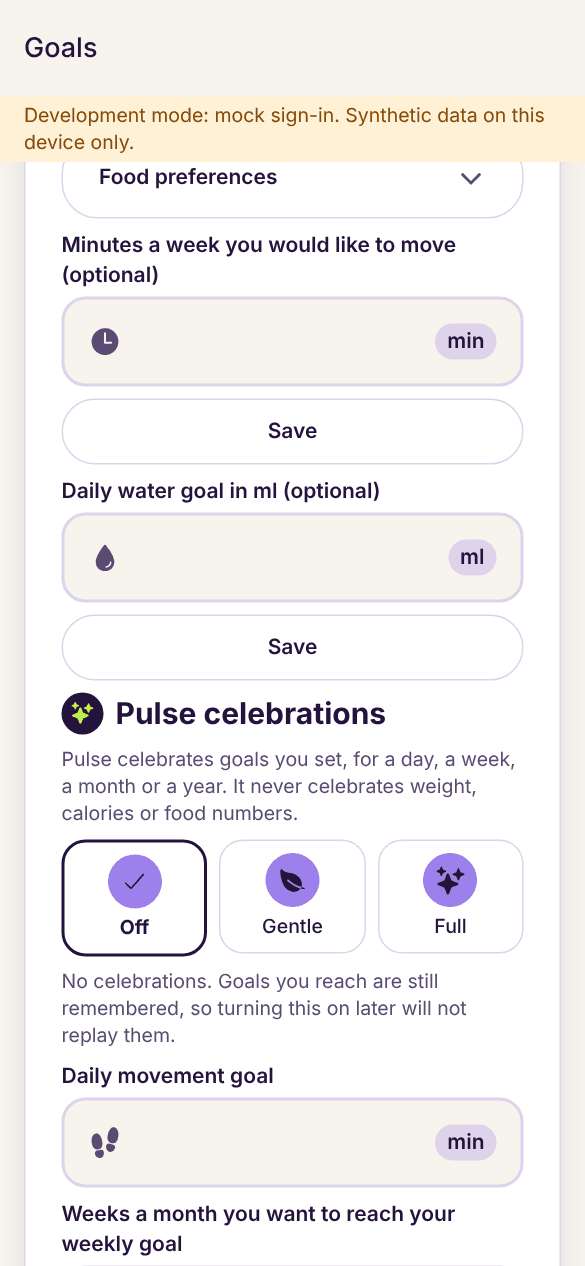 Goals
Development mode: mock sign-in. Synthetic data on this
device only.
Food preferences
Minutes a week you would like to move
(optional)
min
Save
Daily water goal in ml (optional)
ml
Save
Pulse celebrations
Pulse celebrates goals you set, for a day, a week,
a month or a year. It never celebrates weight,
calories or food numbers.
Off
Gentle
Full
No celebrations. Goals you reach are still
remembered, so turning this on later will not
replay them.
Daily movement goal
min
Weeks a month you want to reach your
weekly goal